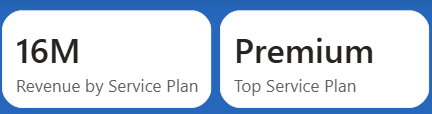 16M
Revenue by Service Plan
Premium
Top Service Plan